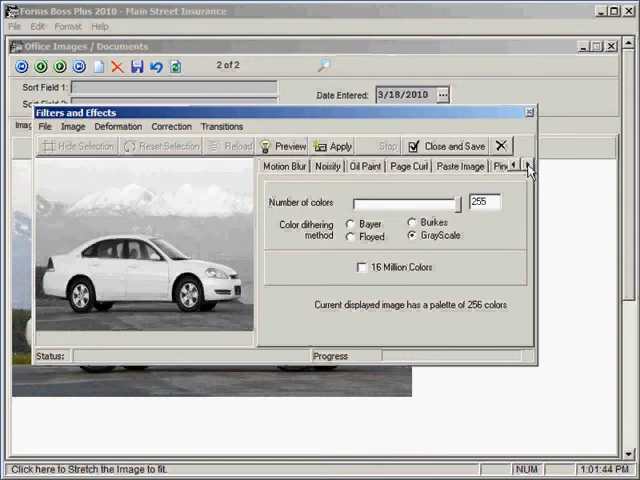 Forms Boss Plus 2010 - Main Street Insurance
File Edit Format Help
Office Images / Documents
2 of 2
Sort Field 1:
Date Entered: 3/18/2010 ...
Filters and Effects
File Image Deformation Correction Transitions
Hide Selection Reset Selection Reload Preview Apply Stop Close and Save
Motion Blur Noisily Oil Paint Page Curl Paste Image
Number of colors 255
Color dithering method
Bayer Burkes
Floyed GrayScale
16 Million Colors
Current displayed image has a palette of 256 colors
Status: Progress
Click here to Stretch the Image to fit. NUM 1:01:44 PM